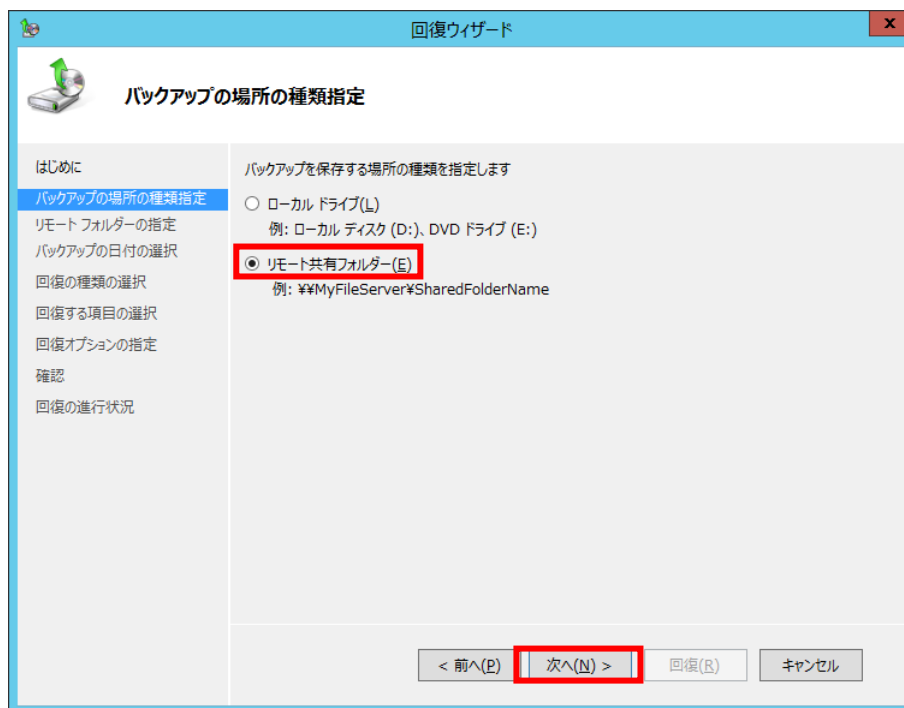 回復ウィザード
x
バックアップの場所の種類指定
はじめに
バックアップの場所の種類指定
リモート フォルダーの指定
バックアップの日付の選択
回復の種類の選択
回復する項目の選択
回復オプションの指定
確認
回復の進行状況
バックアップを保存する場所の種類を指定します
ローカル ドライブ(L)
例: ローカル ディスク (D:)、DVD ドライブ (E:)
リモート共有フォルダー(E)
例: ¥¥MyFileServer¥SharedFolderName
< 前へ(P)
次へ(N) >
回復(R)
キャンセル